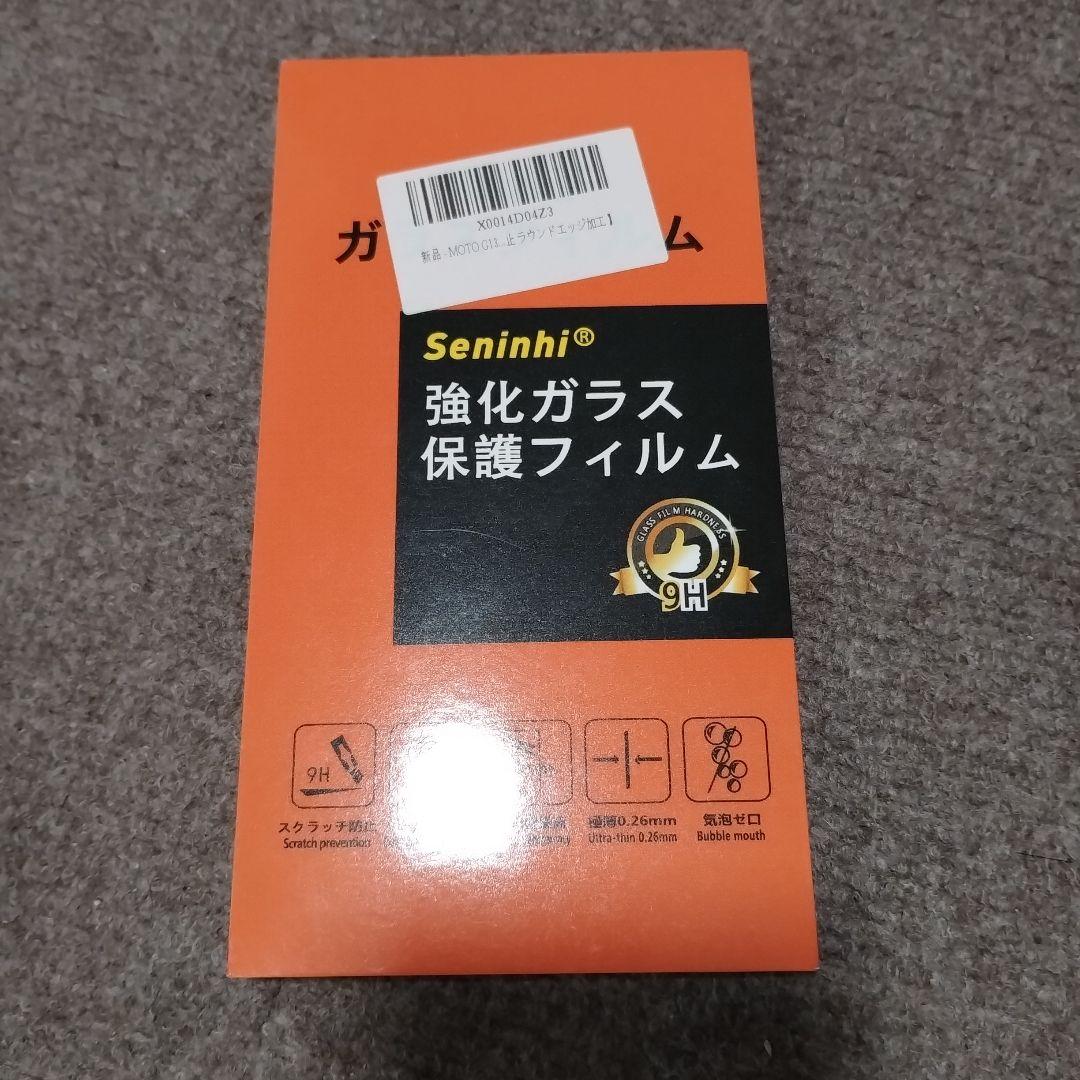 X0014D04Z3
新品 - MOTO G13...止ラウンドエッジ加工】
ガ ム
Seninhi®
強化ガラス
保護フィルム
GLASS FILM HARDNESS
9H
9H
スクラッチ防止 極薄0.26mm 気泡ゼロ
Scratch prevention Ultra-thin 0.26mm Bubble mouth